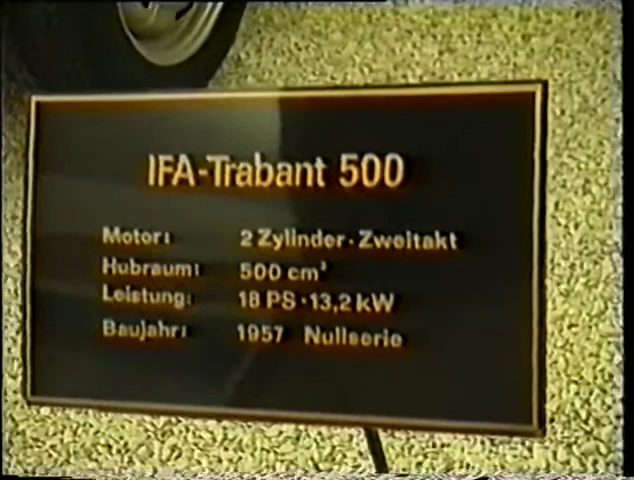 IFA-Trabant 500
Motor: 2 Zylinder · Zweitakt
Hubraum: 500 cm³
Leistung: 18 PS · 13,2 kW
Baujahr: 1957 Nullserie